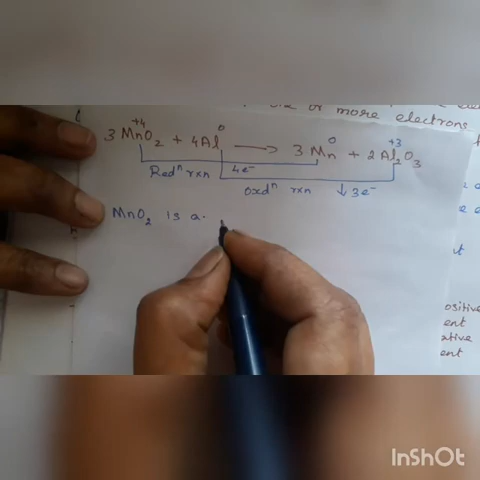 or more electrons
+4 0 0 +3
3 MnO2 + 4Al → 3 Mn + 2 Al2O3
Redn rxn 4e-
Oxdn rxn ↓ 3e-
MnO2 is a.
ositive
ent
ative
ent
InShOt